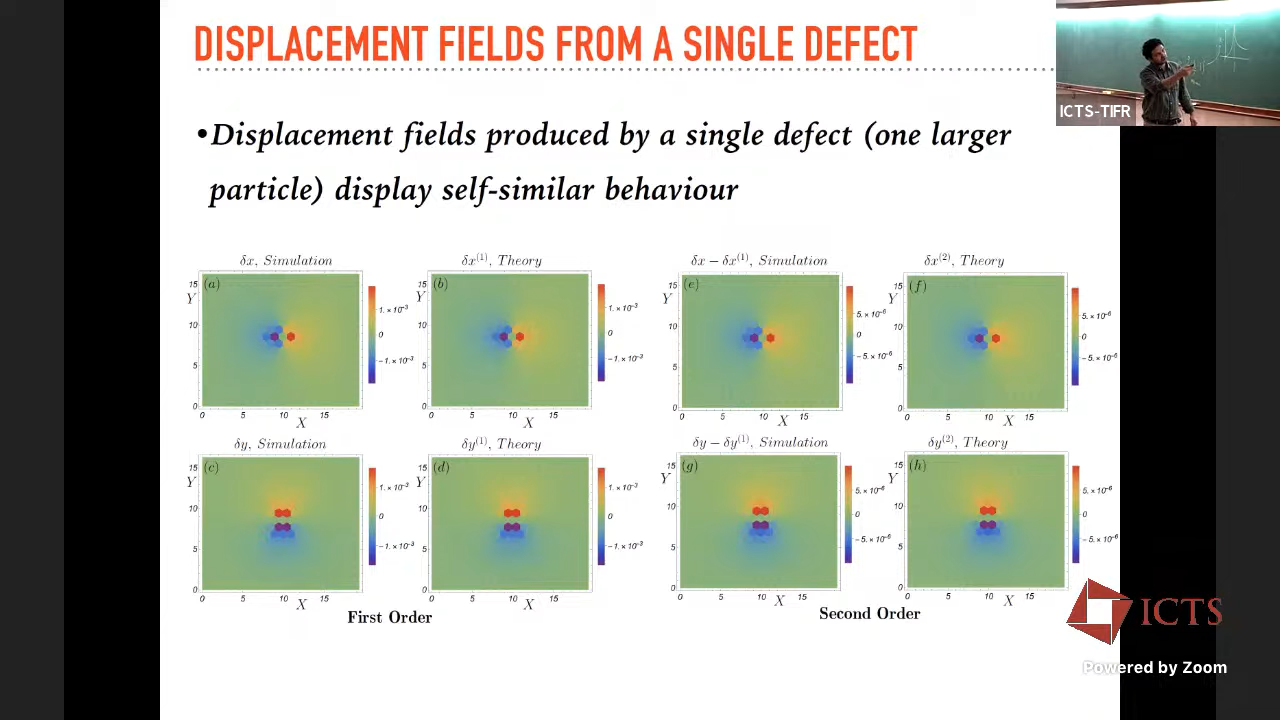 DISPLACEMENT FIELDS FROM A SINGLE DEFECT
ICTS-TIFR
•Displacement fields produced by a single defect (one larger
particle) display self-similar behaviour
δx, Simulation
δx⁽¹⁾, Theory
δx − δx⁽¹⁾, Simulation
δx⁽²⁾, Theory
(a)
(b)
(e)
(f)
Y
Y
Y
Y
15
10
5
0
15
10
5
0
15
10
5
0
15
10
5
0
1.×10⁻³
0
−1.×10⁻³
1.×10⁻³
0
−1.×10⁻³
5.×10⁻⁶
0
−5.×10⁻⁶
5.×10⁻⁶
0
−5.×10⁻⁶
0 5 10 15
0 5 10 15
0 5 10 15
0 5 10 15
X
X
X
X
δy, Simulation
δy⁽¹⁾, Theory
δy − δy⁽¹⁾, Simulation
δy⁽²⁾, Theory
(c)
(d)
(g)
(h)
Y
Y
Y
Y
15
10
5
0
15
10
5
0
15
10
5
0
15
10
5
0
1.×10⁻³
0
−1.×10⁻³
1.×10⁻³
0
−1.×10⁻³
5.×10⁻⁶
0
−5.×10⁻⁶
5.×10⁻⁶
0
−5.×10⁻⁶
0 5 10 15
0 5 10 15
0 5 10 15
0 5 10 15
X
X
X
X
First Order
Second Order
ICTS
Powered by Zoom